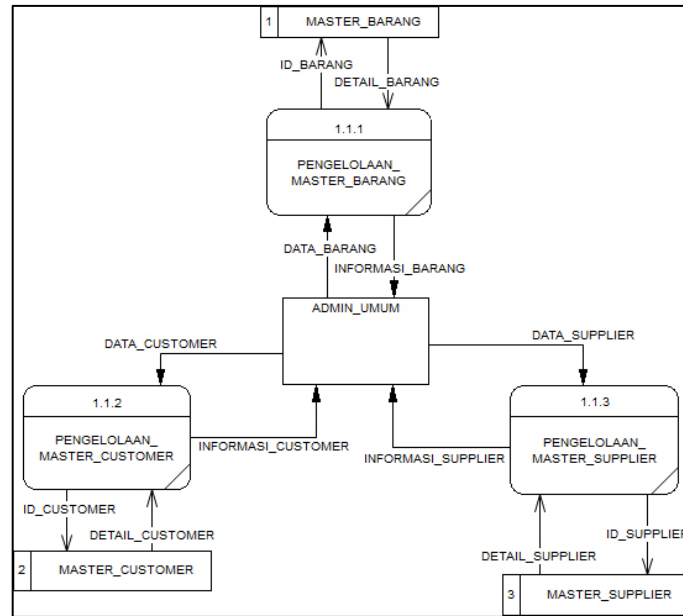 1 MASTER_BARANG
ID_BARANG
DETAIL_BARANG
1.1.1
PENGELOLAAN_
MASTER_BARANG
DATA_BARANG
INFORMASI_BARANG
ADMIN_UMUM
DATA_CUSTOMER
DATA_SUPPLIER
1.1.2
PENGELOLAAN_
MASTER_CUSTOMER
INFORMASI_CUSTOMER
INFORMASI_SUPPLIER
1.1.3
PENGELOLAAN_
MASTER_SUPPLIER
ID_CUSTOMER
DETAIL_CUSTOMER
2 MASTER_CUSTOMER
ID_SUPPLIER
DETAIL_SUPPLIER
3 MASTER_SUPPLIER